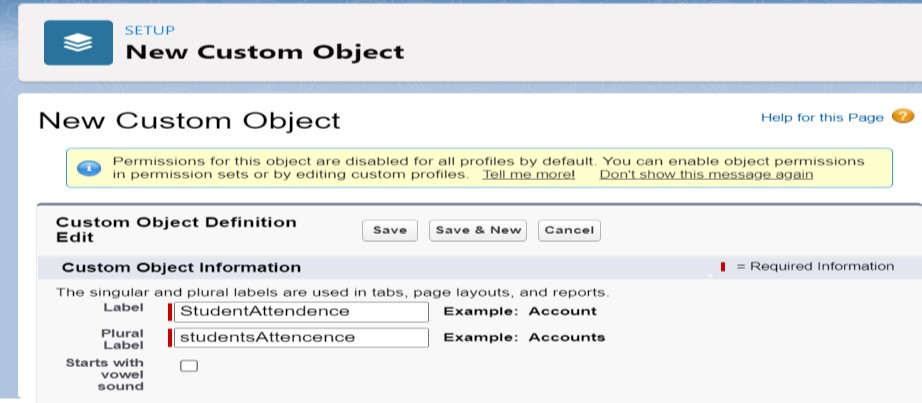 SETUP
New Custom Object
New Custom Object
Help for this Page ?
Permissions for this object are disabled for all profiles by default. You can enable object permissions
in permission sets or by editing custom profiles. Tell me more! Don't show this message again
Custom Object Definition
Edit
Save Save & New Cancel
Custom Object Information
= Required Information
The singular and plural labels are used in tabs, page layouts, and reports.
Label StudentAttendence Example: Account
Plural
Label studentsAttencence Example: Accounts
Starts with
vowel
sound